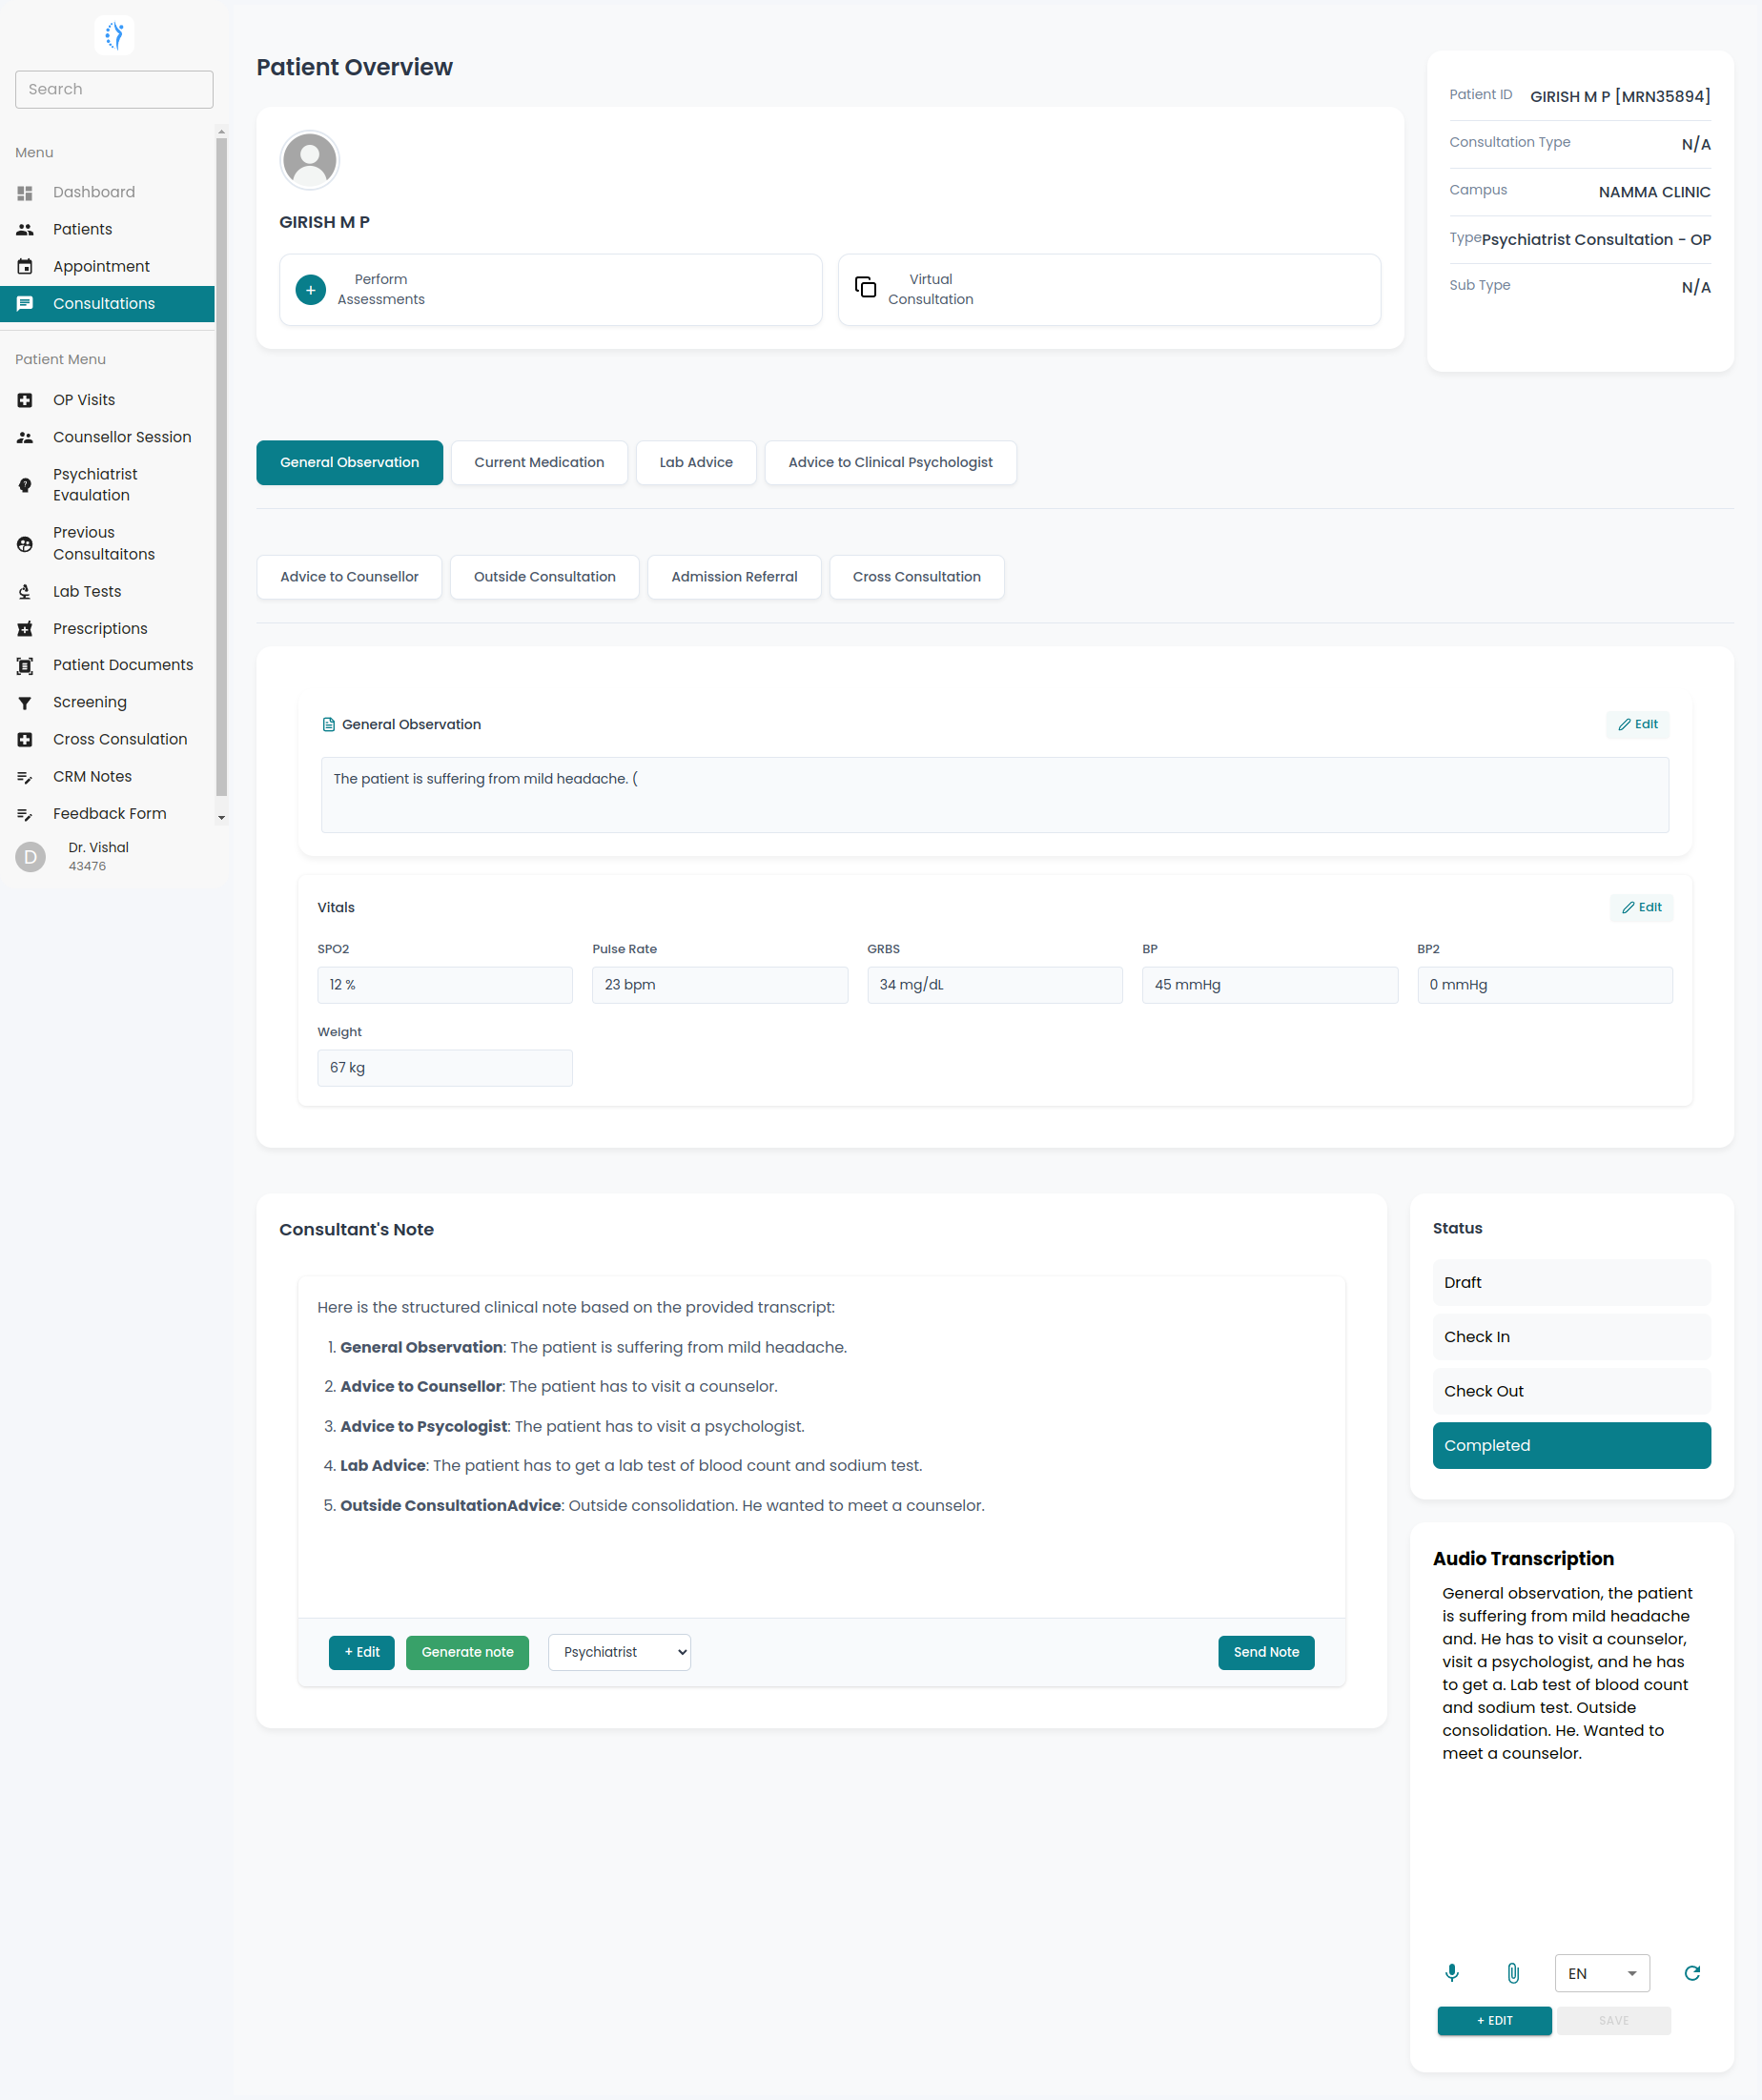 Search
Menu
Dashboard
Patients
Appointment
Consultations
Patient Menu
OP Visits
Counsellor Session
Psychiatrist
Evaulation
Previous
Consultaitons
Lab Tests
Prescriptions
Patient Documents
Screening
Cross Consulation
CRM Notes
Feedback Form
D
Dr. Vishal
43476
Patient Overview
GIRISH M P
+ Perform
Assessments
Virtual
Consultation
Patient ID GIRISH M P [MRN35894]
Consultation Type N/A
Campus NAMMA CLINIC
Type Psychiatrist Consultation - OP
Sub Type N/A
General Observation Current Medication Lab Advice Advice to Clinical Psychologist
Advice to Counsellor Outside Consultation Admission Referral Cross Consultation
General Observation Edit
The patient is suffering from mild headache. (
Vitals Edit
SPO2 Pulse Rate GRBS BP BP2
12 % 23 bpm 34 mg/dL 45 mmHg 0 mmHg
Weight
67 kg
Consultant's Note
Here is the structured clinical note based on the provided transcript:
1. General Observation: The patient is suffering from mild headache.
2. Advice to Counsellor: The patient has to visit a counselor.
3. Advice to Psycologist: The patient has to visit a psychologist.
4. Lab Advice: The patient has to get a lab test of blood count and sodium test.
5. Outside ConsultationAdvice: Outside consolidation. He wanted to meet a counselor.
+ Edit Generate note Psychiatrist Send Note
Status
Draft
Check In
Check Out
Completed
Audio Transcription
General observation, the patient
is suffering from mild headache
and. He has to visit a counselor,
visit a psychologist, and he has
to get a. Lab test of blood count
and sodium test. Outside
consolidation. He. Wanted to
meet a counselor.
EN
+ EDIT SAVE